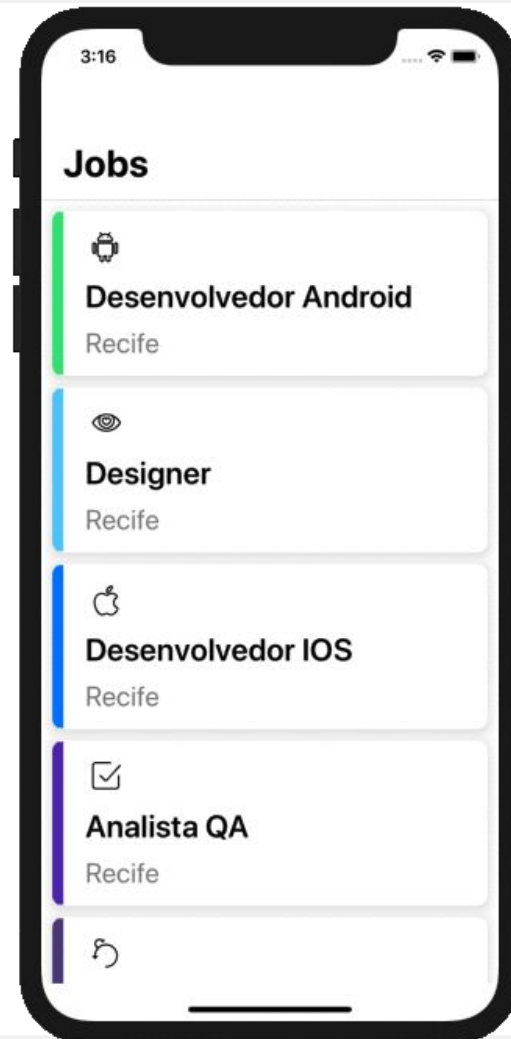 3:16
Jobs
Desenvolvedor Android
Recife
Designer
Recife
Desenvolvedor IOS
Recife
Analista QA
Recife